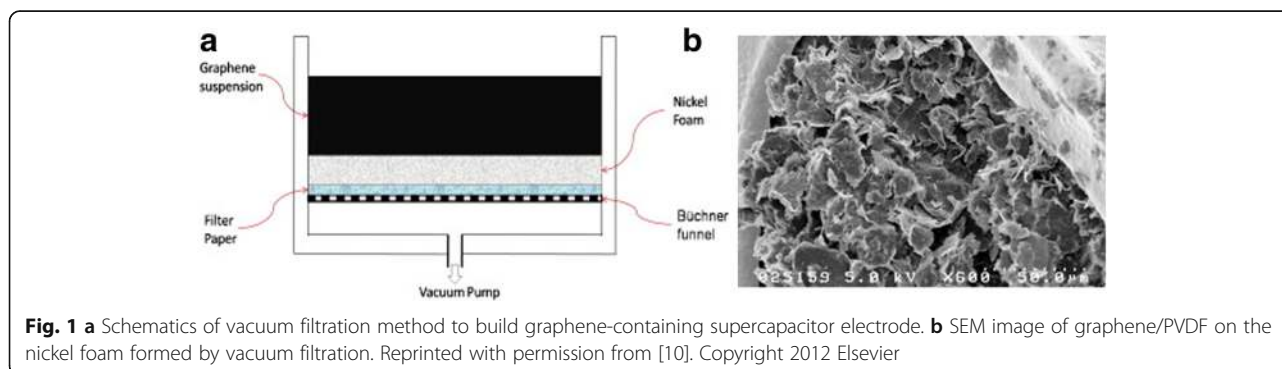 a
Graphene
suspension
Nickel
Foam
Filter
Paper
Büchner
funnel
Vacuum Pump
b
025159 5.0 kV X600 50.0µm
Fig. 1 a Schematics of vacuum filtration method to build graphene-containing supercapacitor electrode. b SEM image of graphene/PVDF on the
nickel foam formed by vacuum filtration. Reprinted with permission from [10]. Copyright 2012 Elsevier